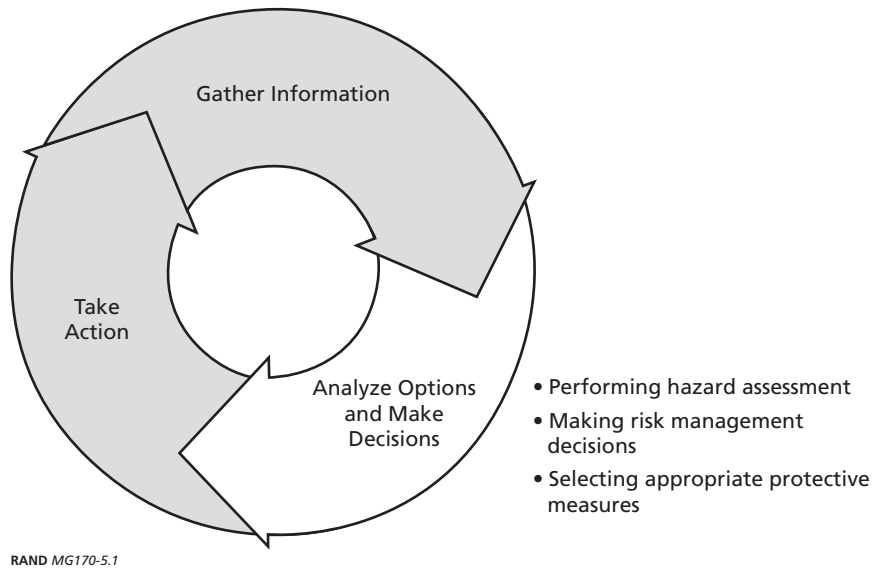 Gather Information
Take
Action
Analyze Options
and Make
Decisions
• Performing hazard assessment
• Making risk management
decisions
• Selecting appropriate protective
measures
RAND MG170-5.1